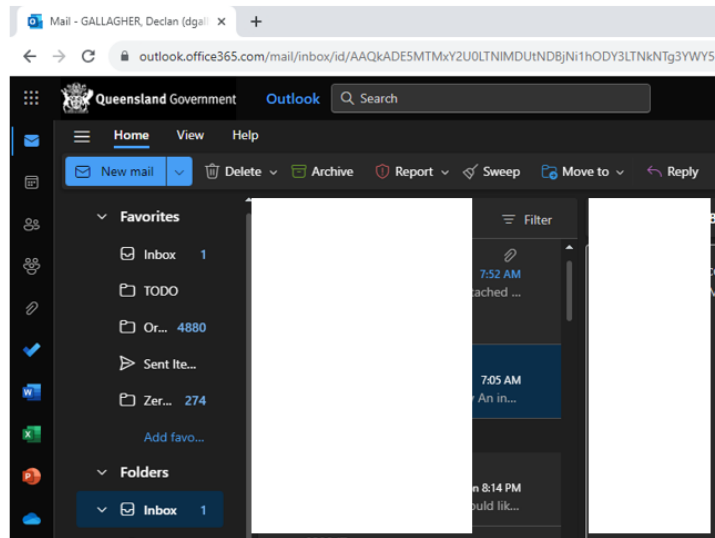 Mail - GALLAGHER, Declan (dgall
outlook.office365.com/mail/inbox/id/AAQkADE5MTMxY2U0LTNlMDUtNDBjNi1hODY3LTNkNTg3YWY5
Queensland Government Outlook Search
Home View Help
New mail Delete Archive Report Sweep Move to Reply
Favorites
Filter
Inbox 1
7:52 AM
TODO
tached ...
Or... 4880
Sent Ite...
7:05 AM
Zer... 274
An in...
Add favo...
Folders
n 8:14 PM
Inbox 1
ould lik...